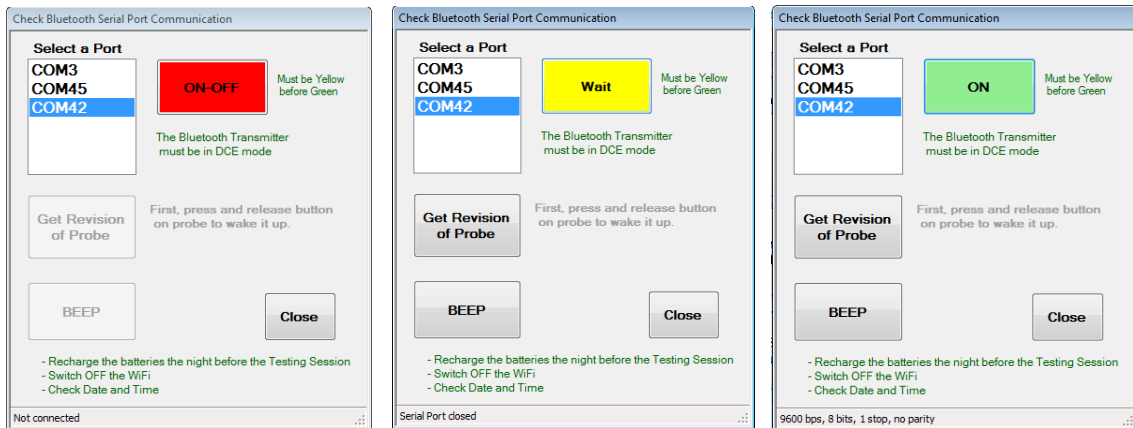 Check Bluetooth Serial Port Communication
Select a Port
COM3
COM45
COM42
ON-OFF
Must be Yellow
before Green
The Bluetooth Transmitter
must be in DCE mode
Get Revision
of Probe
First, press and release button
on probe to wake it up.
BEEP
Close
- Recharge the batteries the night before the Testing Session
- Switch OFF the WiFi
- Check Date and Time
Not connected
Check Bluetooth Serial Port Communication
Select a Port
COM3
COM45
COM42
Wait
Must be Yellow
before Green
The Bluetooth Transmitter
must be in DCE mode
Get Revision
of Probe
First, press and release button
on probe to wake it up.
BEEP
Close
- Recharge the batteries the night before the Testing Session
- Switch OFF the WiFi
- Check Date and Time
Serial Port closed
Check Bluetooth Serial Port Communication
Select a Port
COM3
COM45
COM42
ON
Must be Yellow
before Green
The Bluetooth Transmitter
must be in DCE mode
Get Revision
of Probe
First, press and release button
on probe to wake it up.
BEEP
Close
- Recharge the batteries the night before the Testing Session
- Switch OFF the WiFi
- Check Date and Time
9600 bps, 8 bits, 1 stop, no parity